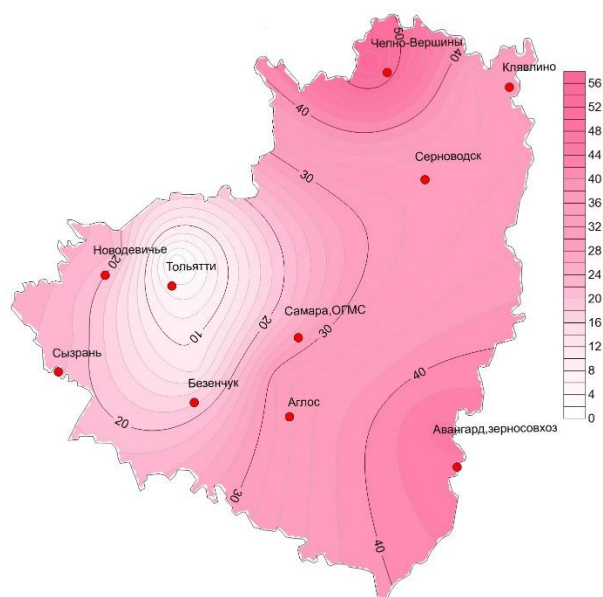 50
Челно-Вершины
40
Клявлино
40
Серноводск
30
Новодевичье
20
Тольятти
20
Самара,ОГМС
30
10
Сызрань
Безенчук
40
20
Аглос
Авангард,зерносовхоз
30
40
56
52
48
44
40
36
32
28
24
20
16
12
8
4
0